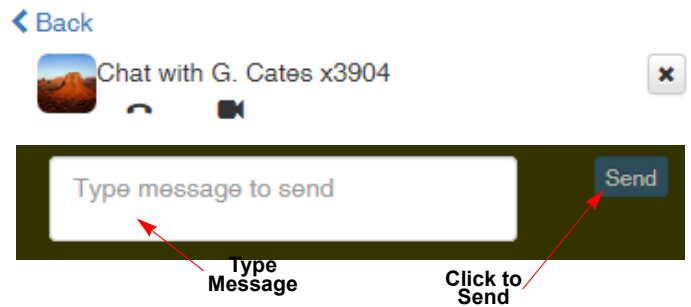 Back
Chat with G. Cates x3904
Type message to send
Send
Type
Message
Click to
Send